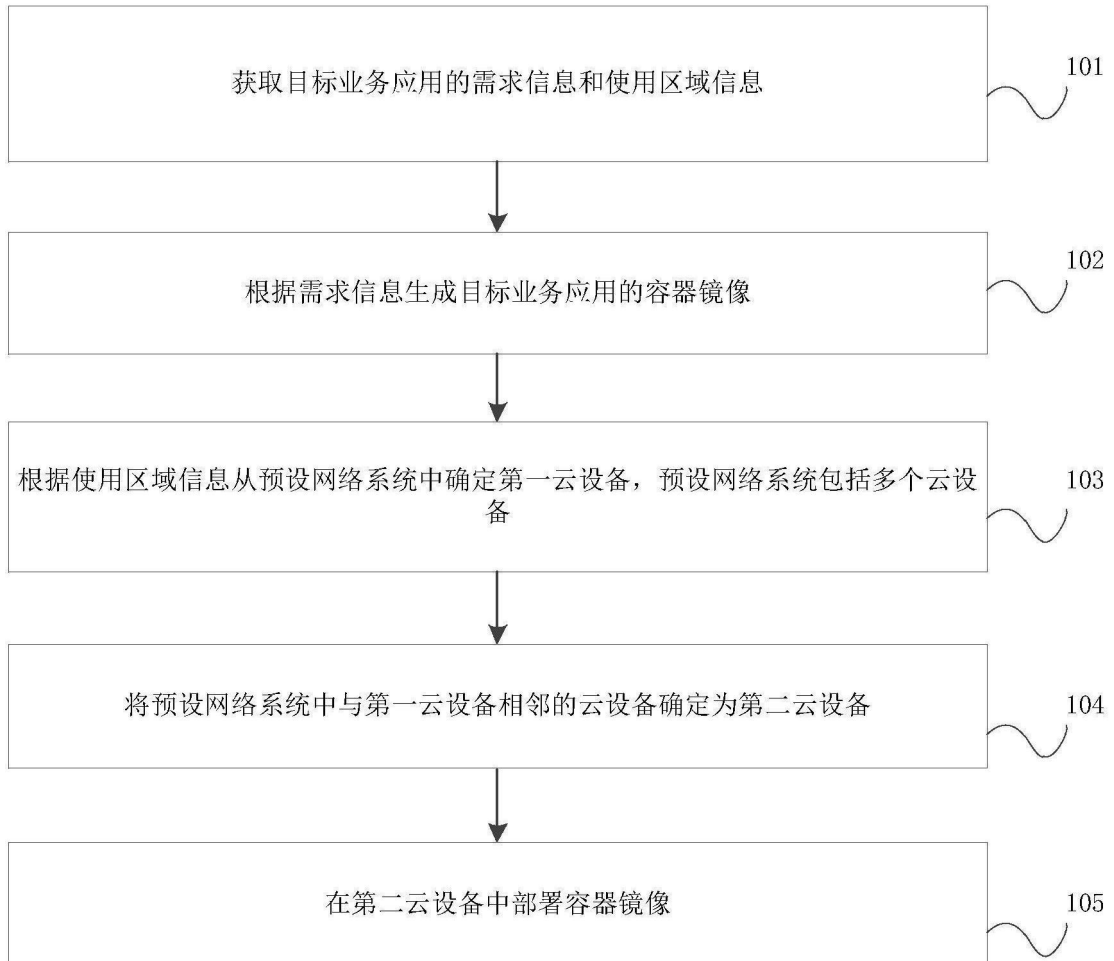 获取目标业务应用的需求信息和使用区域信息
101
根据需求信息生成目标业务应用的容器镜像
102
根据使用区域信息从预设网络系统中确定第一云设备，预设网络系统包括多个云设
备
103
将预设网络系统中与第一云设备相邻的云设备确定为第二云设备
104
在第二云设备中部署容器镜像
105